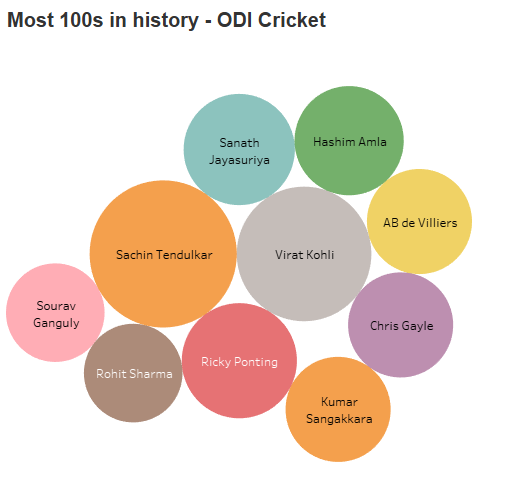 Most 100s in history - ODI Cricket
Sanath
Jayasuriya
Hashim Amla
AB de Villiers
Sachin Tendulkar
Virat Kohli
Sourav
Ganguly
Chris Gayle
Rohit Sharma
Ricky Ponting
Kumar
Sangakkara